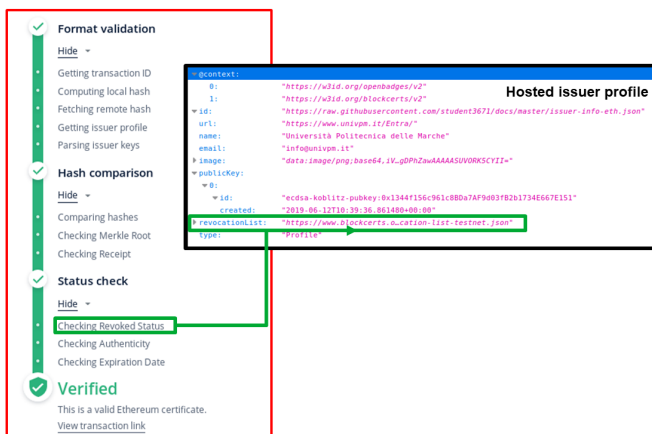 Format validation
Hide
Getting transaction ID
Computing local hash
Fetching remote hash
Getting issuer profile
Parsing issuer keys
Hash comparison
Hide
Comparing hashes
Checking Merkle Root
Checking Receipt
Status check
Hide
Checking Revoked Status
Checking Authenticity
Checking Expiration Date
Verified
This is a valid Ethereum certificate.
View transaction link
@context:
0: "https://w3id.org/openbadges/v2"
1: "https://w3id.org/blockcerts/v2"
Hosted issuer profile
id: "https://raw.githubusercontent.com/student3671/docs/master/issuer-info-eth.json"
url: "https://www.univpm.it/Entra/"
name: "Università Politecnica delle Marche"
email: "info@univpm.it"
image: "data:image/png;base64,iV…gDPhZawAAAAASUVORK5CYII="
publicKey:
0:
id: "ecdsa-koblitz-pubkey:0x1344f156c961c8BDa7AF9d03fB2b1734E667E151"
created: "2019-06-12T10:39:36.861480+00:00"
revocationList: "https://www.blockcerts.o…cation-list-testnet.json"
type: "Profile"